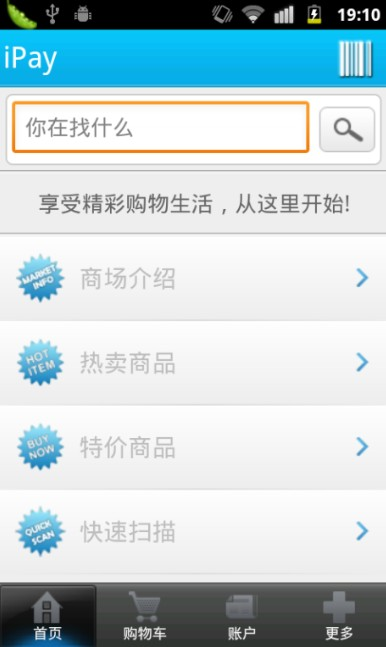 19:10
iPay
你在找什么
享受精彩购物生活，从这里开始!
MARKET
INFO
商场介绍
HOT
ITEM
热卖商品
BUY
NOW
特价商品
QUICK
SCAN
快速扫描
首页 购物车 账户 更多